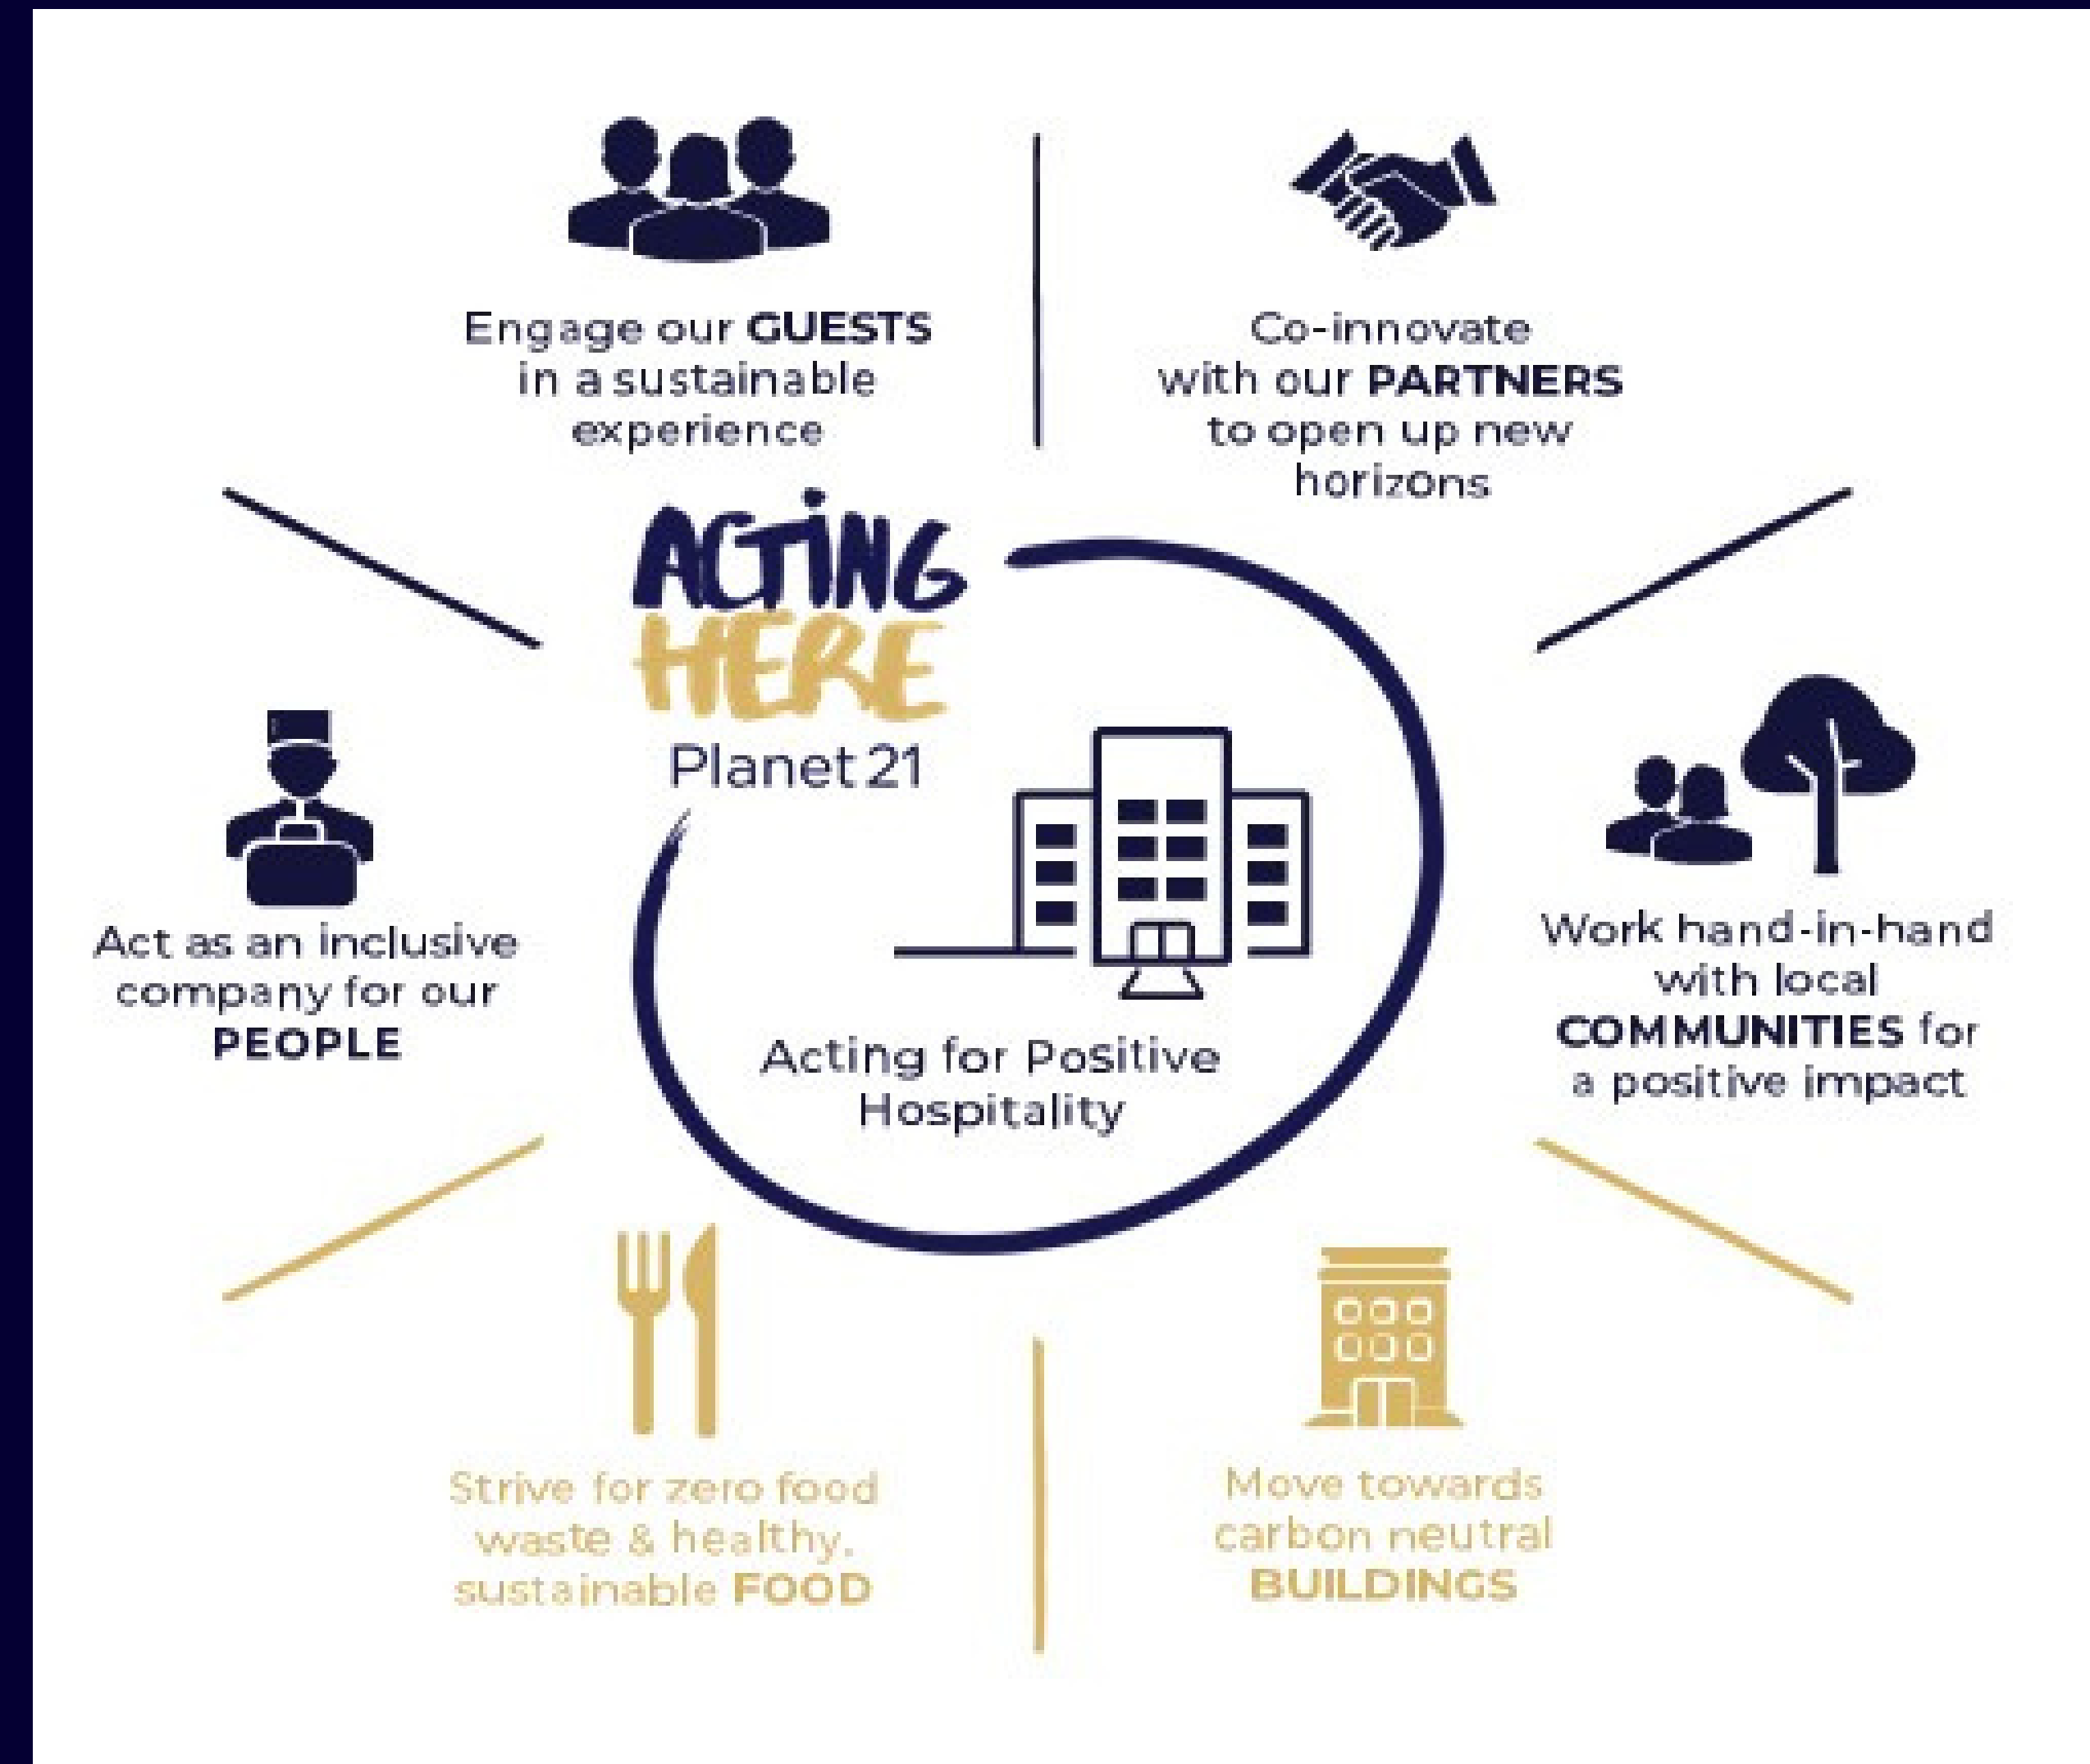 Engage our GUESTS
in a sustainable
experience
Co-innovate
with our PARTNERS
to open up new
horizons
ACTING
HERE
Planet 21
Acting for Positive
Hospitality
Act as an inclusive
company for our
PEOPLE
Work hand-in-hand
with local
COMMUNITIES for
a positive impact
Strive for zero food
waste & healthy,
sustainable FOOD
Move towards
carbon neutral
BUILDINGS